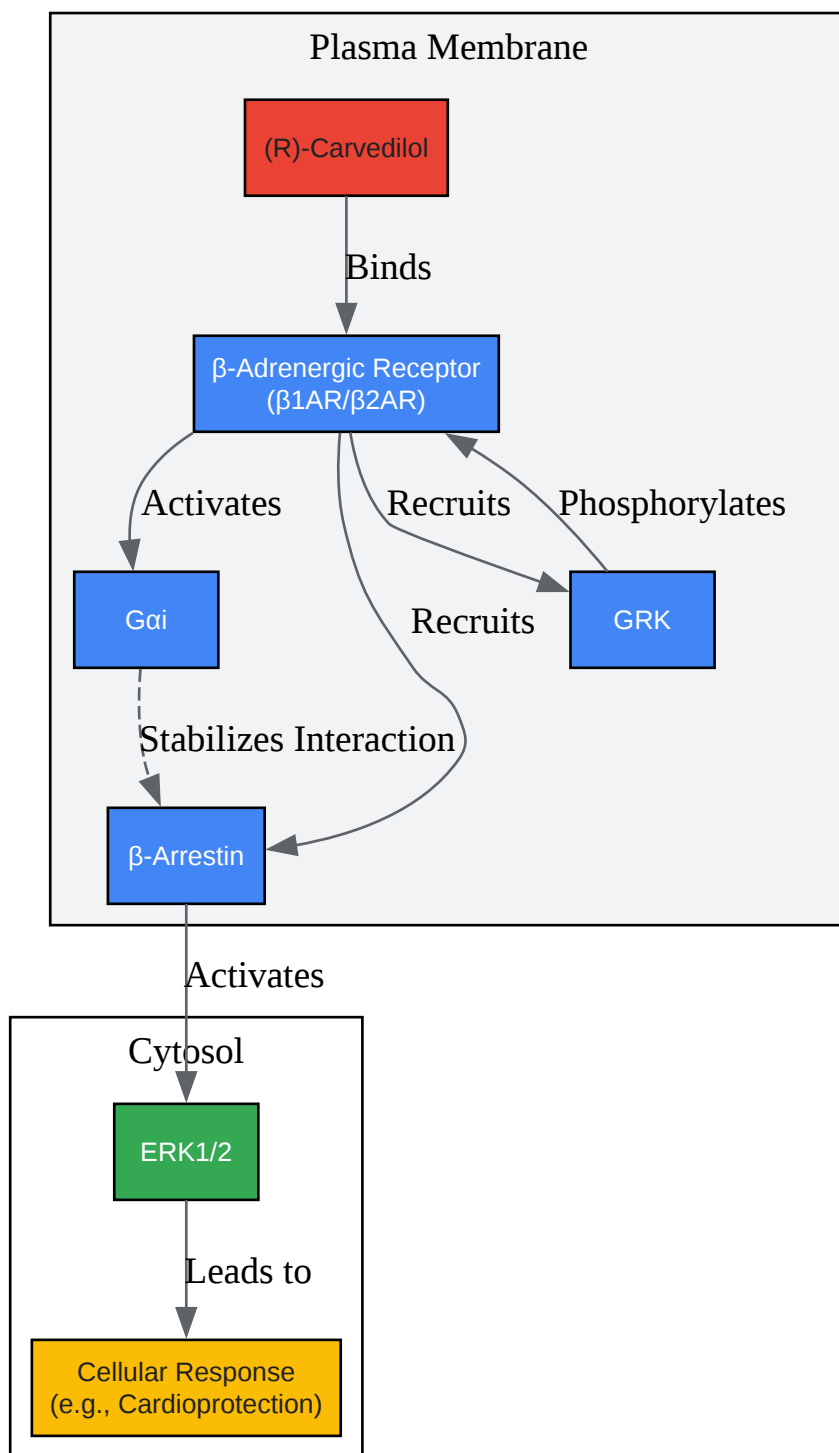 Plasma Membrane
(R)-Carvedilol
Binds
β-Adrenergic Receptor
(β1AR/β2AR)
Activates
Recruits
Phosphorylates
Gαi
Recruits
GRK
Stabilizes Interaction
β-Arrestin
Activates
Cytosol
ERK1/2
Leads to
Cellular Response
(e.g., Cardioprotection)